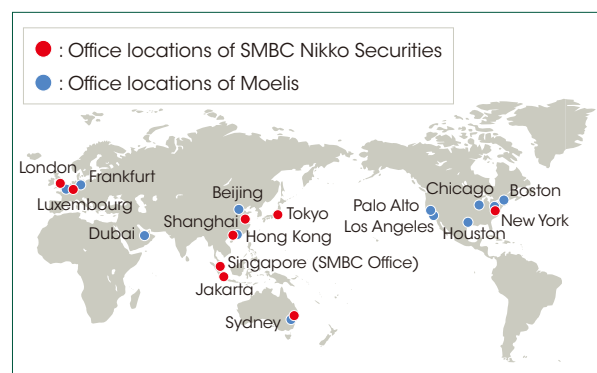 : Office locations of SMBC Nikko Securities
: Office locations of Moelis
London
Frankfurt
Luxembourg
Dubai
Beijing
Shanghai
Tokyo
Hong Kong
Singapore (SMBC Office)
Jakarta
Sydney
Chicago
Boston
Palo Alto
Los Angeles
New York
Houston